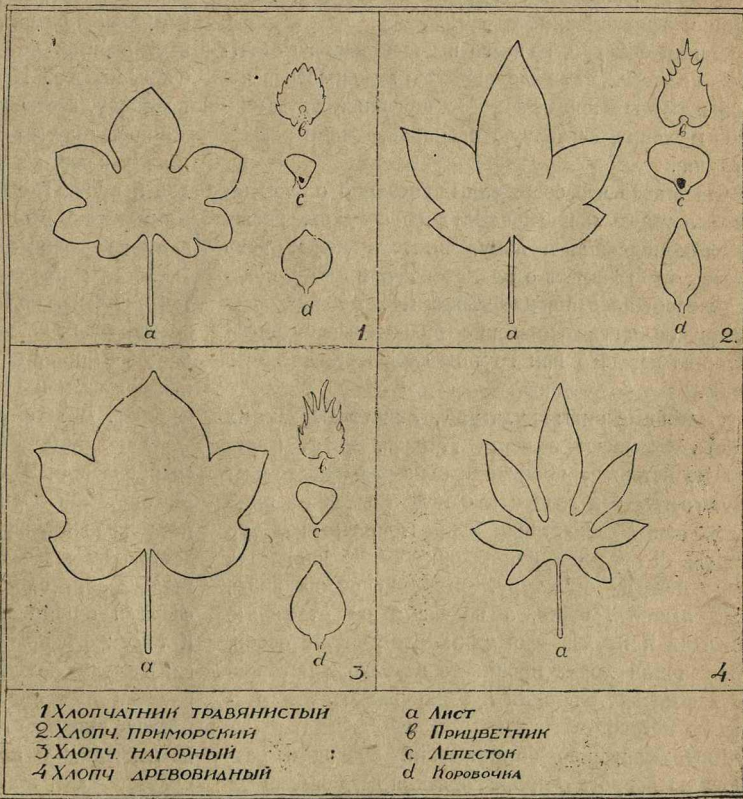 в
c
d
a
1
в
c
d
a
2.
в
c
d
a
3.
a
4.
1 ХЛОПЧАТНИК ТРАВЯНИСТЫЙ
2. ХЛОПЧ. ПРИМОРСКИЙ
3 ХЛОПЧ НАГОРНЫЙ :
4 ХЛОПЧ ДРЕВОВИДНЫЙ
a ЛИСТ
в ПРИЦВЕТНИК
c ЛЕПЕСТОК
d КОРОБОЧКА